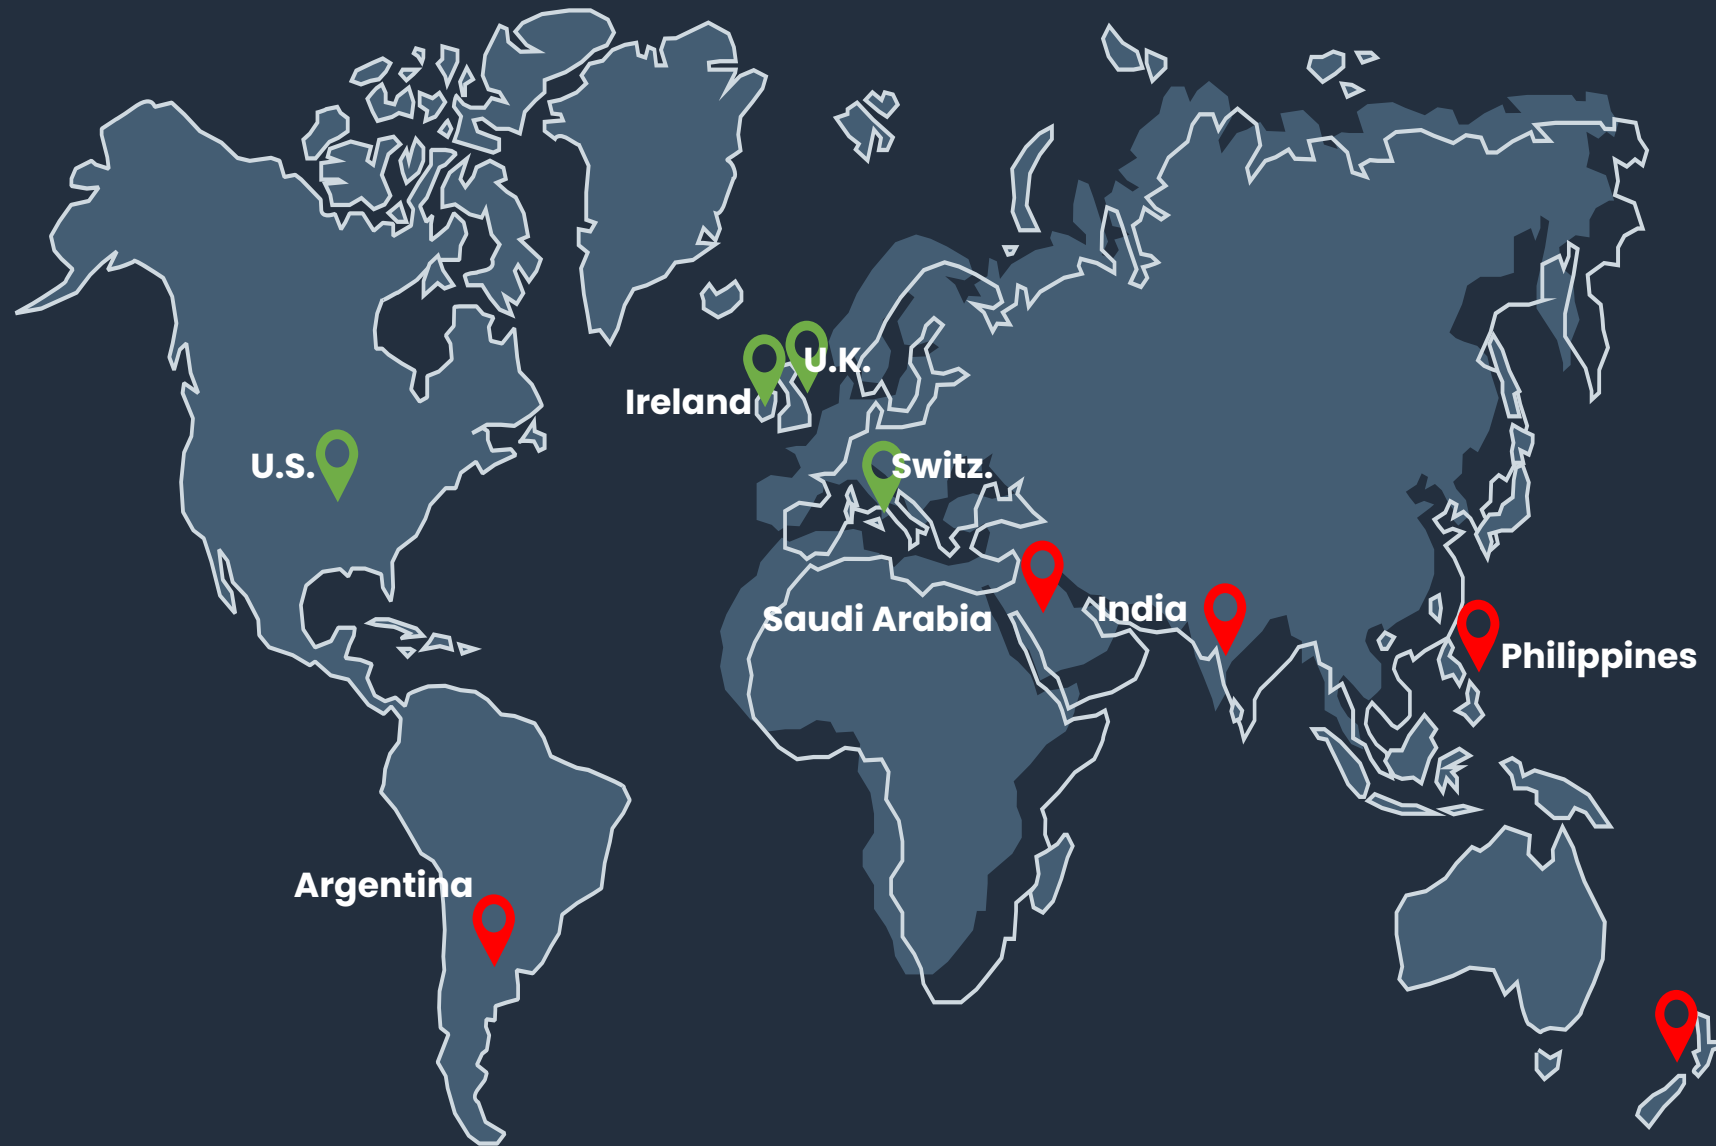 U.K.
Ireland
U.S.
Switz.
Saudi Arabia
India
Philippines
Argentina